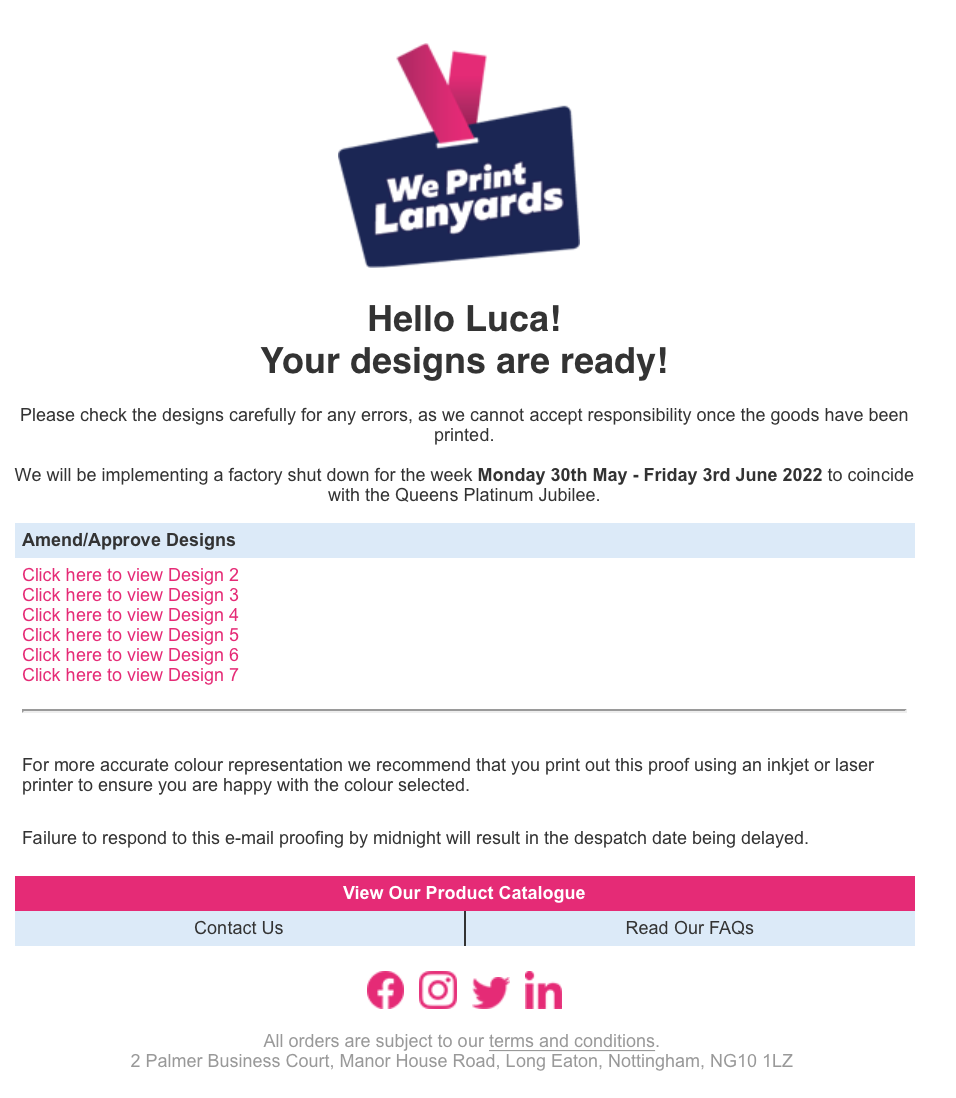 We Print
Lanyards
Hello Luca!
Your designs are ready!
Please check the designs carefully for any errors, as we cannot accept responsibility once the goods have been
printed.
We will be implementing a factory shut down for the week Monday 30th May - Friday 3rd June 2022 to coincide
with the Queens Platinum Jubilee.
Amend/Approve Designs
Click here to view Design 2
Click here to view Design 3
Click here to view Design 4
Click here to view Design 5
Click here to view Design 6
Click here to view Design 7
For more accurate colour representation we recommend that you print out this proof using an inkjet or laser
printer to ensure you are happy with the colour selected.
Failure to respond to this e-mail proofing by midnight will result in the despatch date being delayed.
View Our Product Catalogue
Contact Us
Read Our FAQs
All orders are subject to our terms and conditions.
2 Palmer Business Court, Manor House Road, Long Eaton, Nottingham, NG10 1LZ